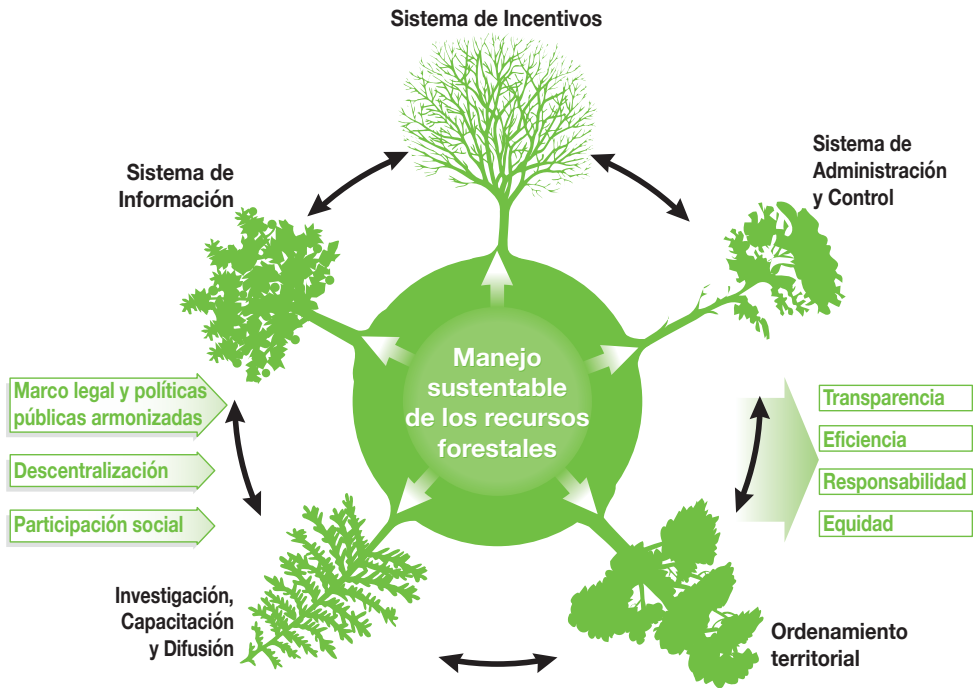 Sistema de Incentivos
Sistema de
Información
Sistema de
Administración
y Control
Manejo
sustentable
de los recursos
forestales
Marco legal y políticas
públicas armonizadas
Descentralización
Participación social
Transparencia
Eficiencia
Responsabilidad
Equidad
Investigación,
Capacitación
y Difusión
Ordenamiento
territorial